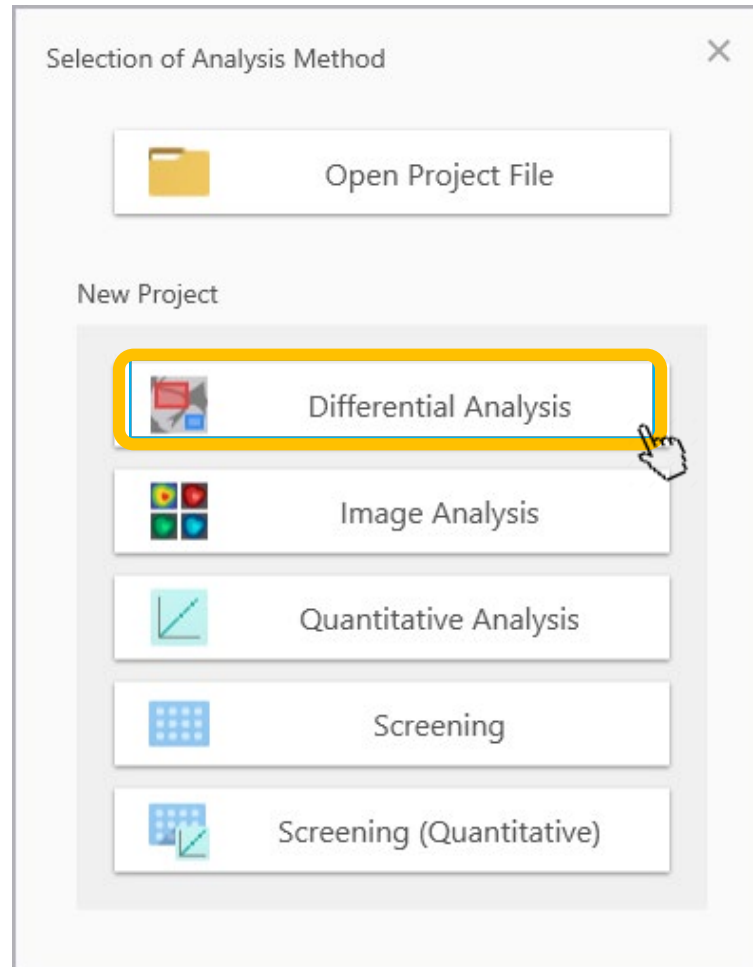 Selection of Analysis Method
Open Project File
New Project
Differential Analysis
Image Analysis
Quantitative Analysis
Screening
Screening (Quantitative)